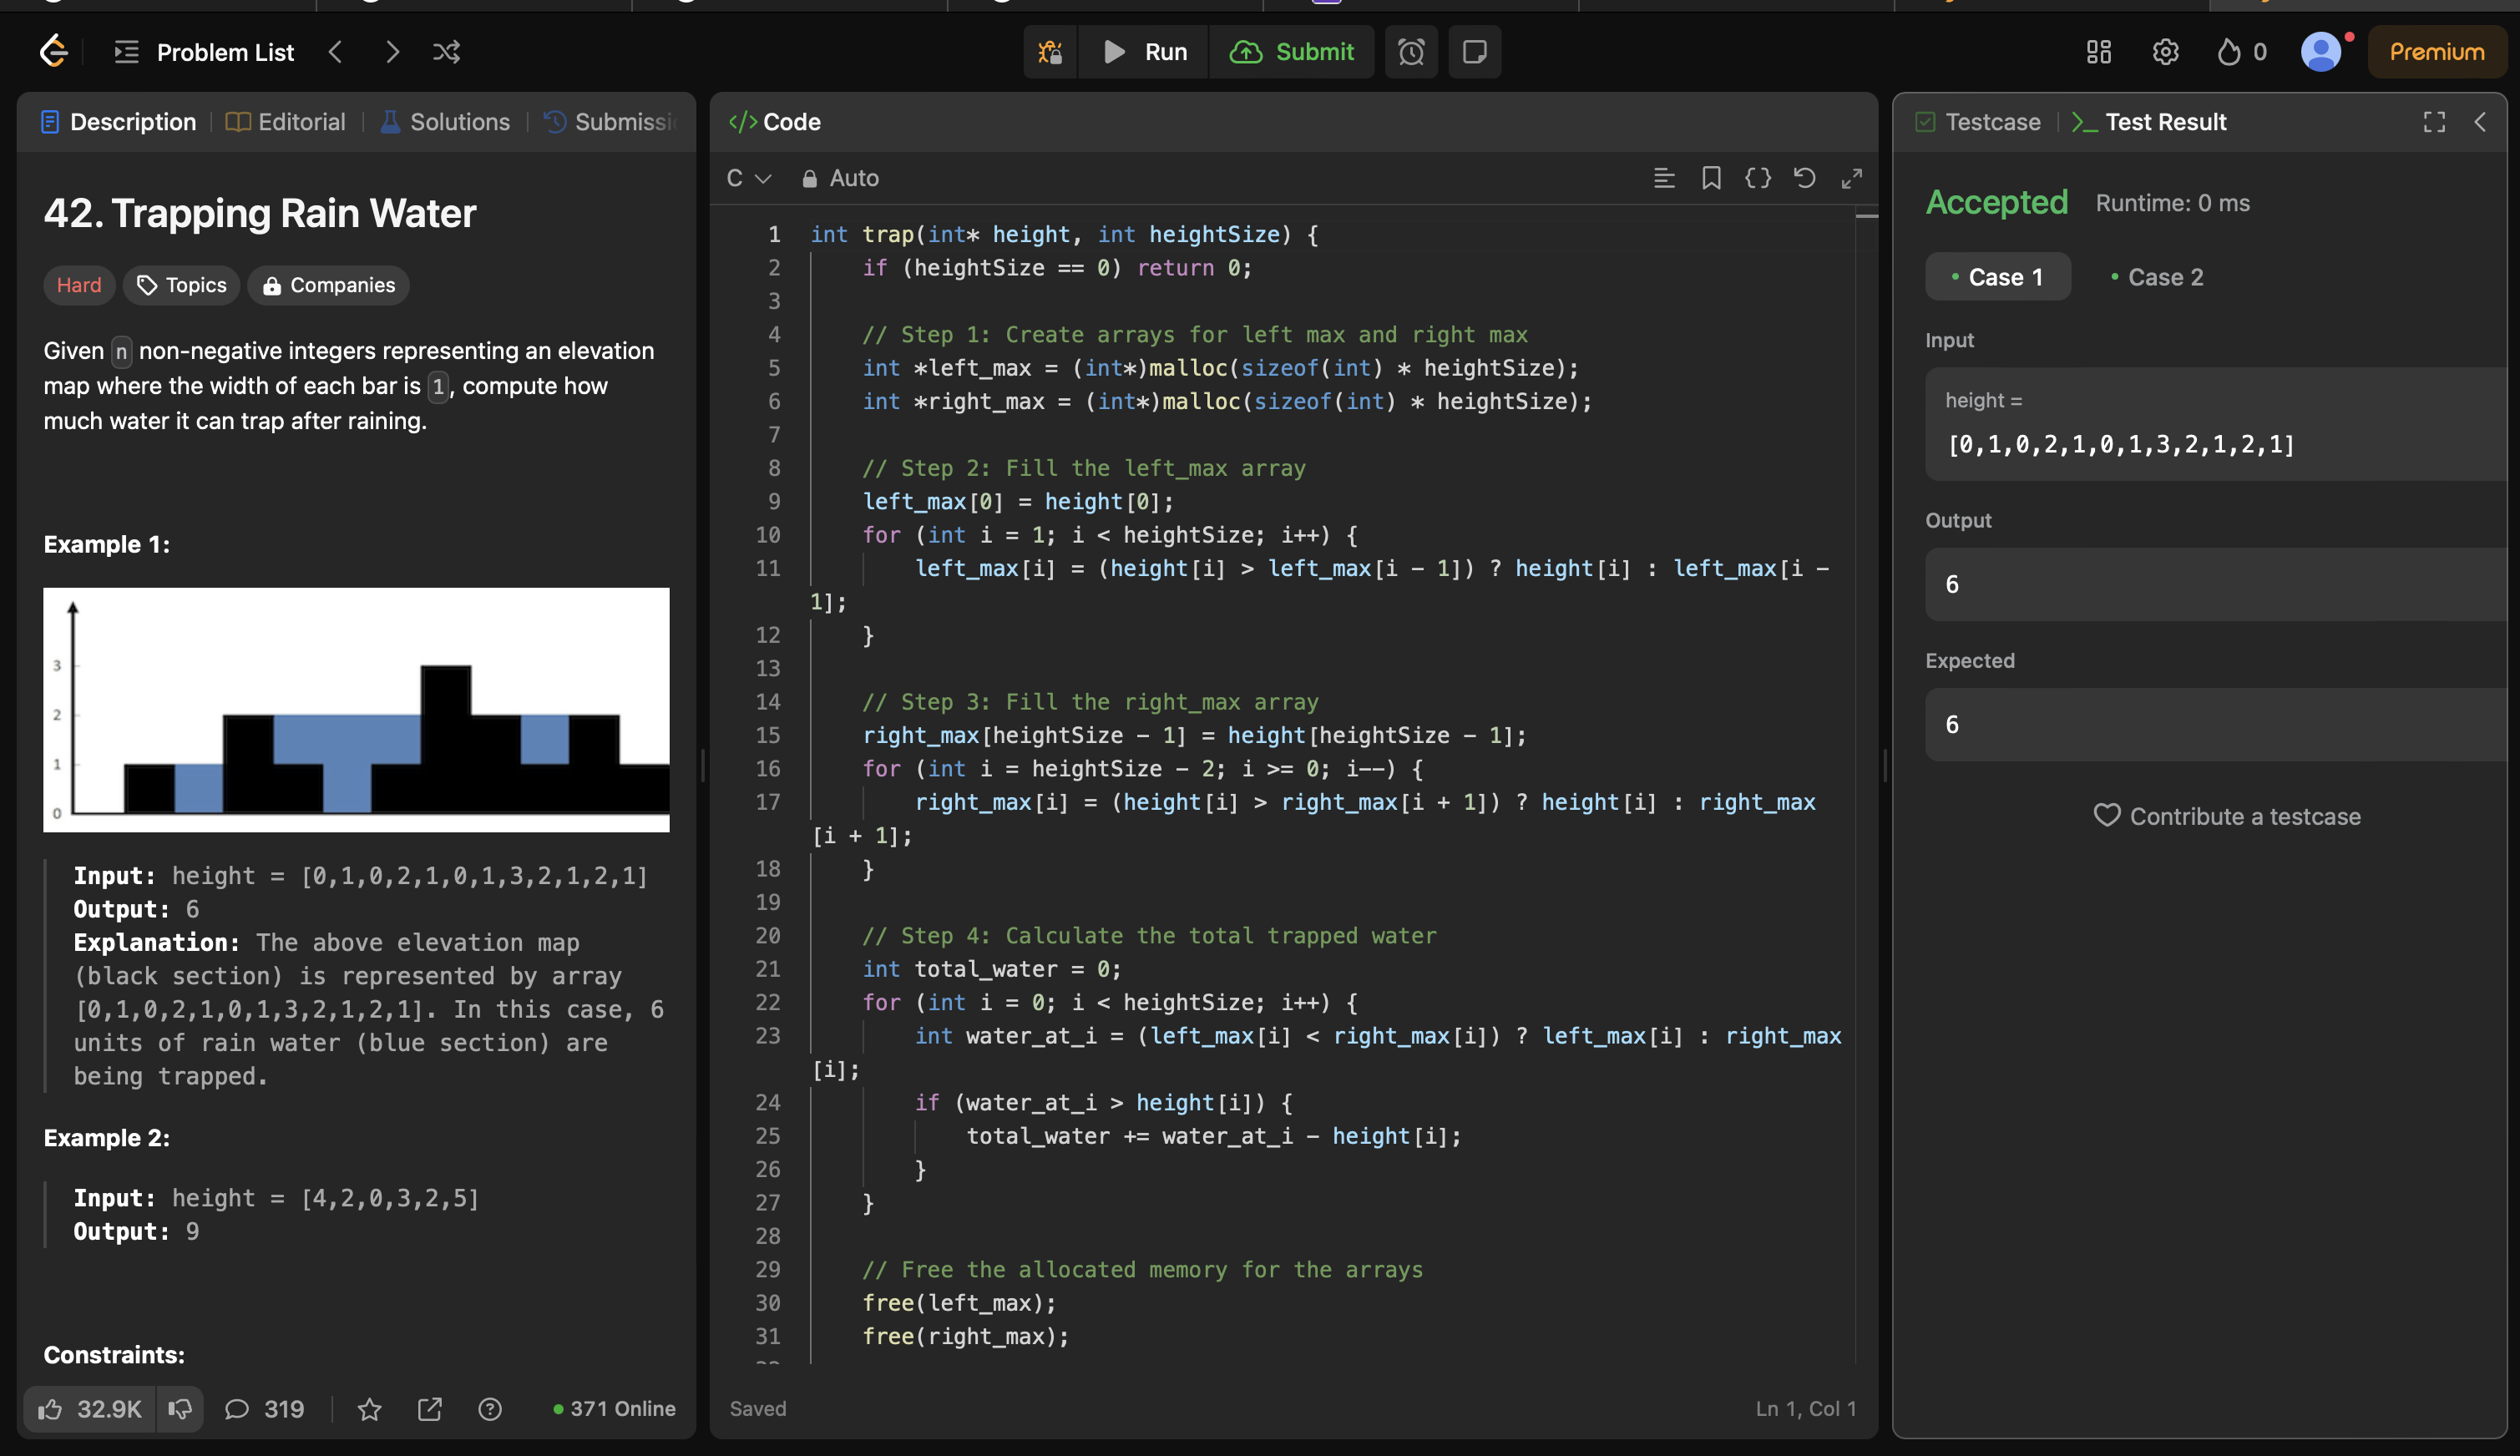 Problem List
Run
Submit
0
Premium
Description
Editorial
Solutions
42. Trapping Rain Water
Hard
Topics
Companies
Given n non-negative integers representing an elevation
map where the width of each bar is 1, compute how
much water it can trap after raining.
Example 1:
3
2
1
0
Input: height = [0,1,0,2,1,0,1,3,2,1,2,1]
Output: 6
Explanation: The above elevation map
(black section) is represented by array
[0,1,0,2,1,0,1,3,2,1,2,1]. In this case, 6
units of rain water (blue section) are
being trapped.
Example 2:
Input: height = [4,2,0,3,2,5]
Output: 9
Constraints:
32.9K
319
371 Online
</> Code
C
Auto
1 int trap(int* height, int heightSize) {
2 if (heightSize == 0) return 0;
3
4 // Step 1: Create arrays for left max and right max
5 int *left_max = (int*)malloc(sizeof(int) * heightSize);
6 int *right_max = (int*)malloc(sizeof(int) * heightSize);
7
8 // Step 2: Fill the left_max array
9 left_max[0] = height[0];
10 for (int i = 1; i < heightSize; i++) {
11 left_max[i] = (height[i] > left_max[i - 1]) ? height[i] : left_max[i -
1];
12 }
13
14 // Step 3: Fill the right_max array
15 right_max[heightSize - 1] = height[heightSize - 1];
16 for (int i = heightSize - 2; i >= 0; i--) {
17 right_max[i] = (height[i] > right_max[i + 1]) ? height[i] : right_max
[i + 1];
18 }
19
20 // Step 4: Calculate the total trapped water
21 int total_water = 0;
22 for (int i = 0; i < heightSize; i++) {
23 int water_at_i = (left_max[i] < right_max[i]) ? left_max[i] : right_max
[i];
24 if (water_at_i > height[i]) {
25 total_water += water_at_i - height[i];
26 }
27 }
28
29 // Free the allocated memory for the arrays
30 free(left_max);
31 free(right_max);
Saved
Ln 1, Col 1
Testcase
Test Result
Accepted
Runtime: 0 ms
Case 1
Case 2
Input
height =
[0,1,0,2,1,0,1,3,2,1,2,1]
Output
6
Expected
6
Contribute a testcase